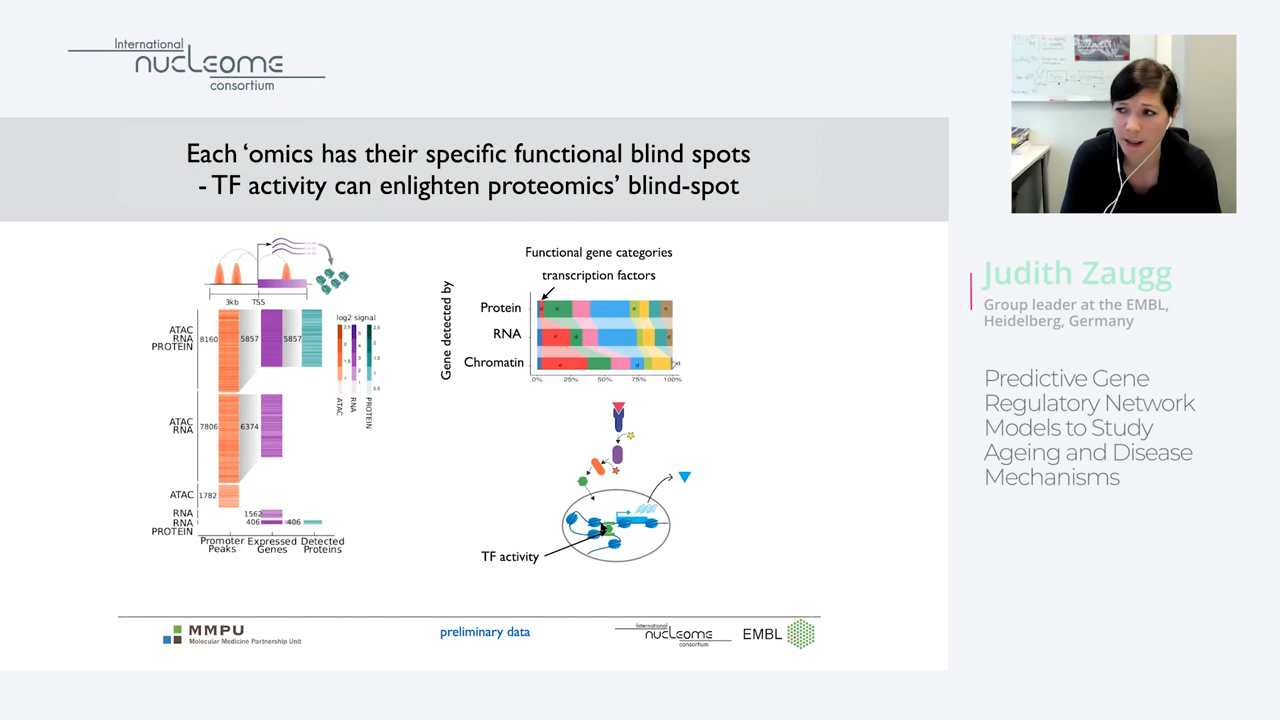 International
nucleome
consortium
Each ‘omics has their specific functional blind spots
- TF activity can enlighten proteomics’ blind-spot
3kb TSS
ATAC
RNA
PROTEIN
8160 5857 5857
log2 signal
ATAC RNA PROTEIN
ATAC
RNA
7806 6374
ATAC 1782
RNA 1562
RNA
PROTEIN
406 406
Promoter
Peaks
Expressed
Genes
Detected
Proteins
Functional gene categories
transcription factors
Gene detected by
Protein
RNA
Chromatin
0% 25% 50% 75% 100%
TF activity
MMPU
Molecular Medicine Partnership Unit
preliminary data
International
nucleome
consortium
EMBL
Judith Zaugg
Group leader at the EMBL,
Heidelberg, Germany
Predictive Gene
Regulatory Network
Models to Study
Ageing and Disease
Mechanisms